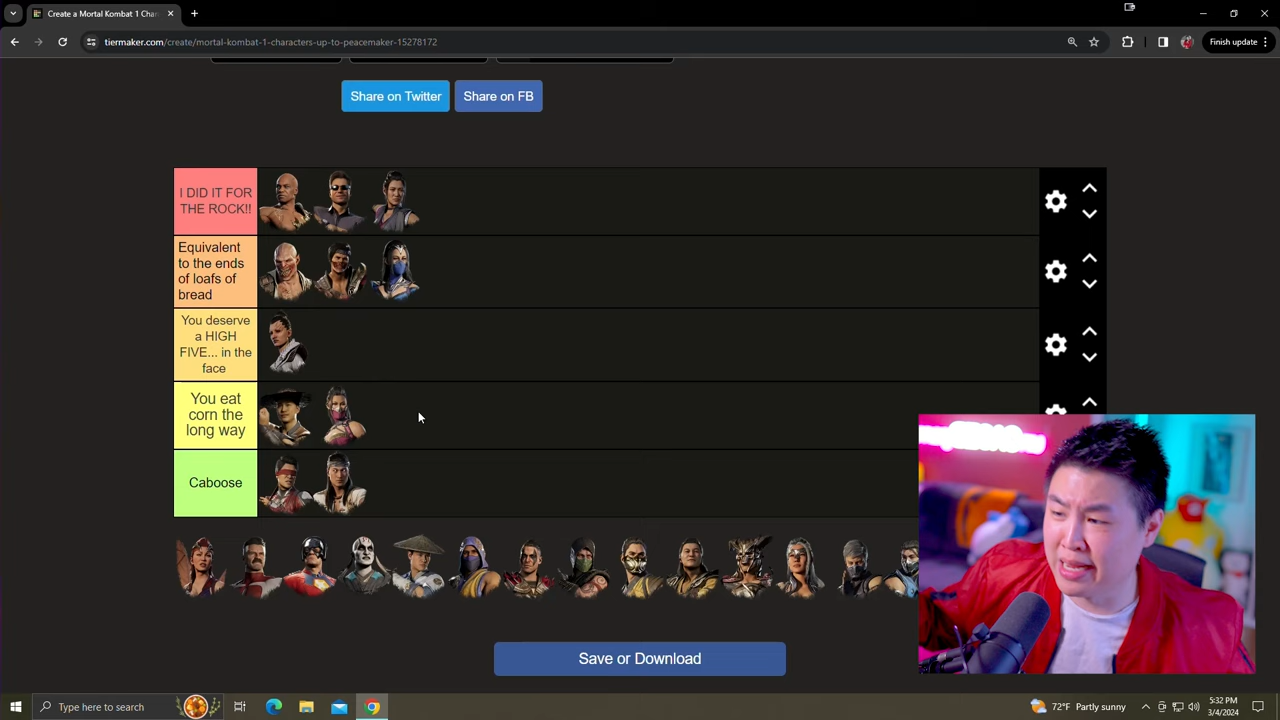 Create a Mortal Kombat 1 Chara
tiermaker.com/create/mortal-kombat-1-characters-up-to-peacemaker-15278172
Finish update
Share on Twitter
Share on FB
I DID IT FOR
THE ROCK!!
Equivalent
to the ends
of loafs of
bread
You deserve
a HIGH
FIVE... in the
face
You eat
corn the
long way
Caboose
Save or Download
Type here to search
72°F Partly sunny
5:32 PM
3/4/2024